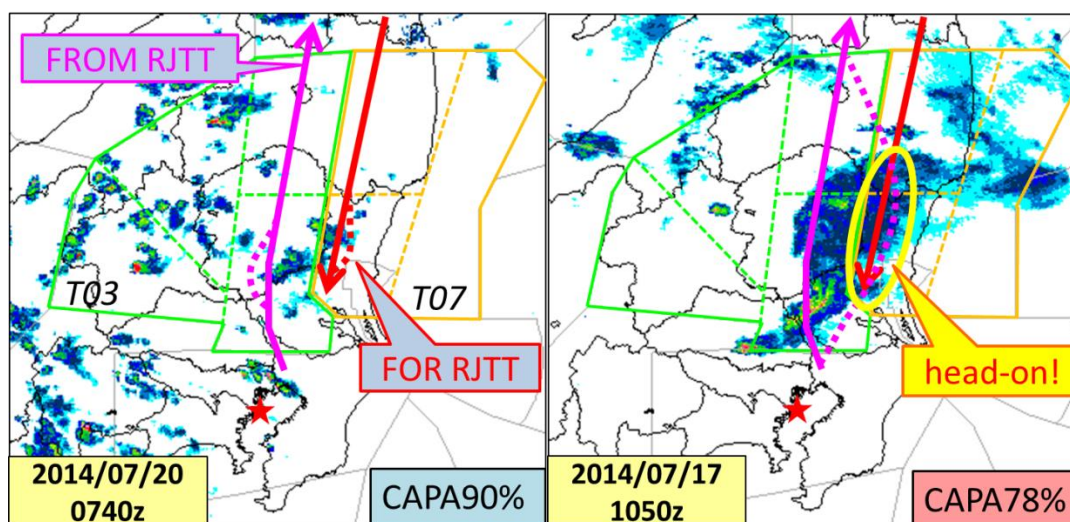 FROM RJTT
T03
T07
FOR RJTT
2014/07/20
0740z
CAPA90%
head-on!
2014/07/17
1050z
CAPA78%